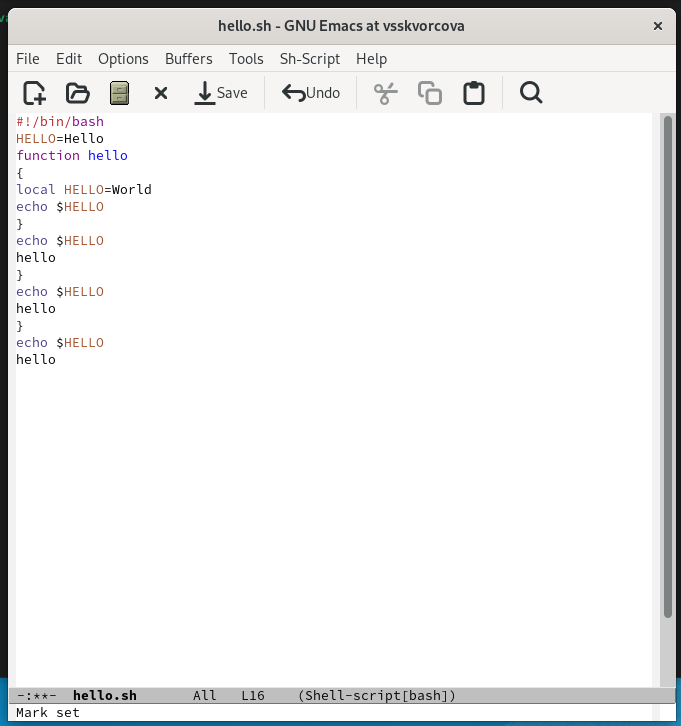 hello.sh - GNU Emacs at vsskvorcova
File Edit Options Buffers Tools Sh-Script Help
Save Undo
#!/bin/bash
HELLO=Hello
function hello
{
local HELLO=World
echo $HELLO
}
echo $HELLO
hello
}
echo $HELLO
hello
}
echo $HELLO
hello
-:**- hello.sh All L16 (Shell-script[bash])
Mark set